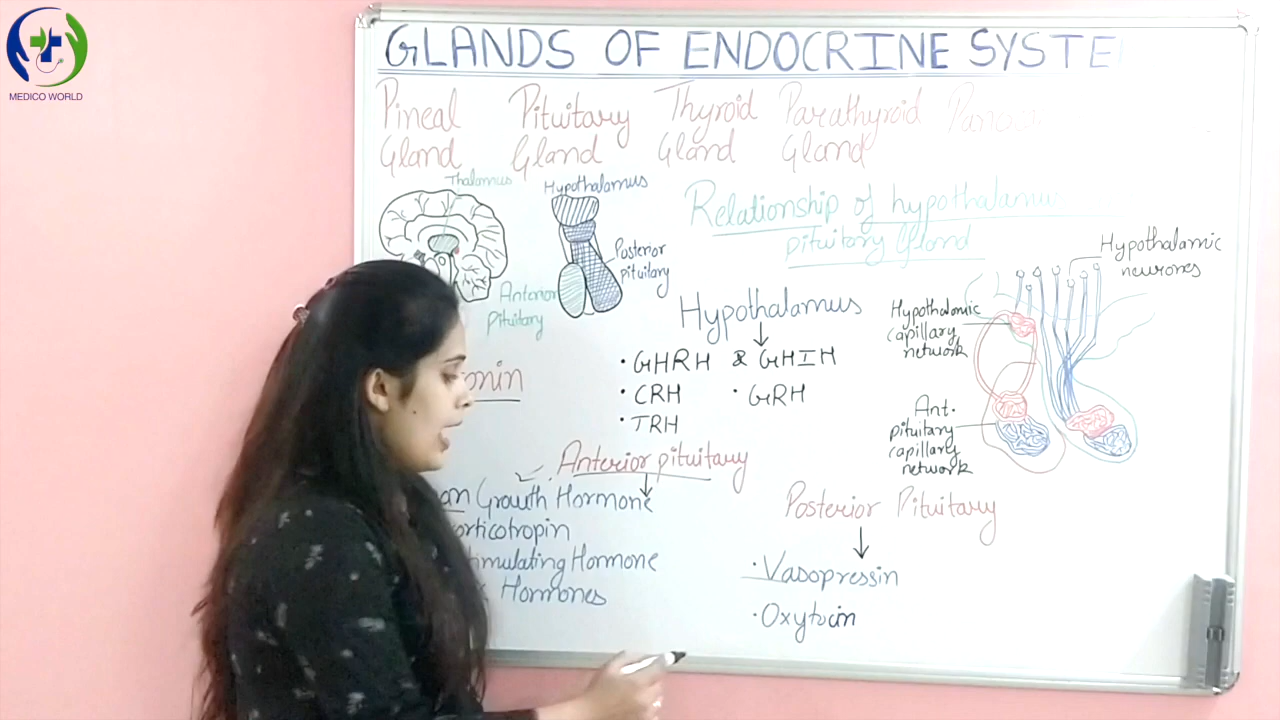 MEDICO WORLD
GLANDS OF ENDOCRINE SYSTE
Pineal Gland
Pituitary Gland
Thyroid Gland
Parathyroid Gland
Thalamus
Hypothalamus
Posterior pituitary
Anterior pituitary
Relationship of
pituitary Gland
Hypothalamus
• GHRH & GHIH
• CRH • GRH
• TRH
Hypothalamic neurones
Hypothalamic
capillary
network
Ant.
pituitary
capillary
network
Anterior pituitary
Growth Hormone
orticotropin
timulating Hormone
Hormones
Posterior Pituitary
• Vasopressin
• Oxytocin